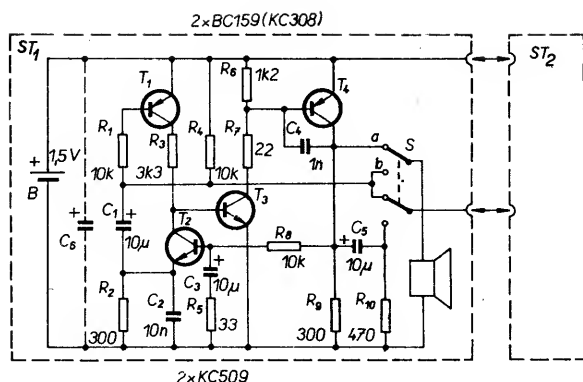 2×BC159(KC308)
ST1
ST2
R6
1k2
T1
T4
R1
R3
R4
R7
C4
a
S
+
1,5V
B
10k
3k3
10k
22
1n
b
T3
C1
+
T2
R8
+
C5
+
C6
10µ
10k
10µ
C3
+
R2
10µ
R9
R10
C2
R5
300
10n
33
300
470
2×KC509